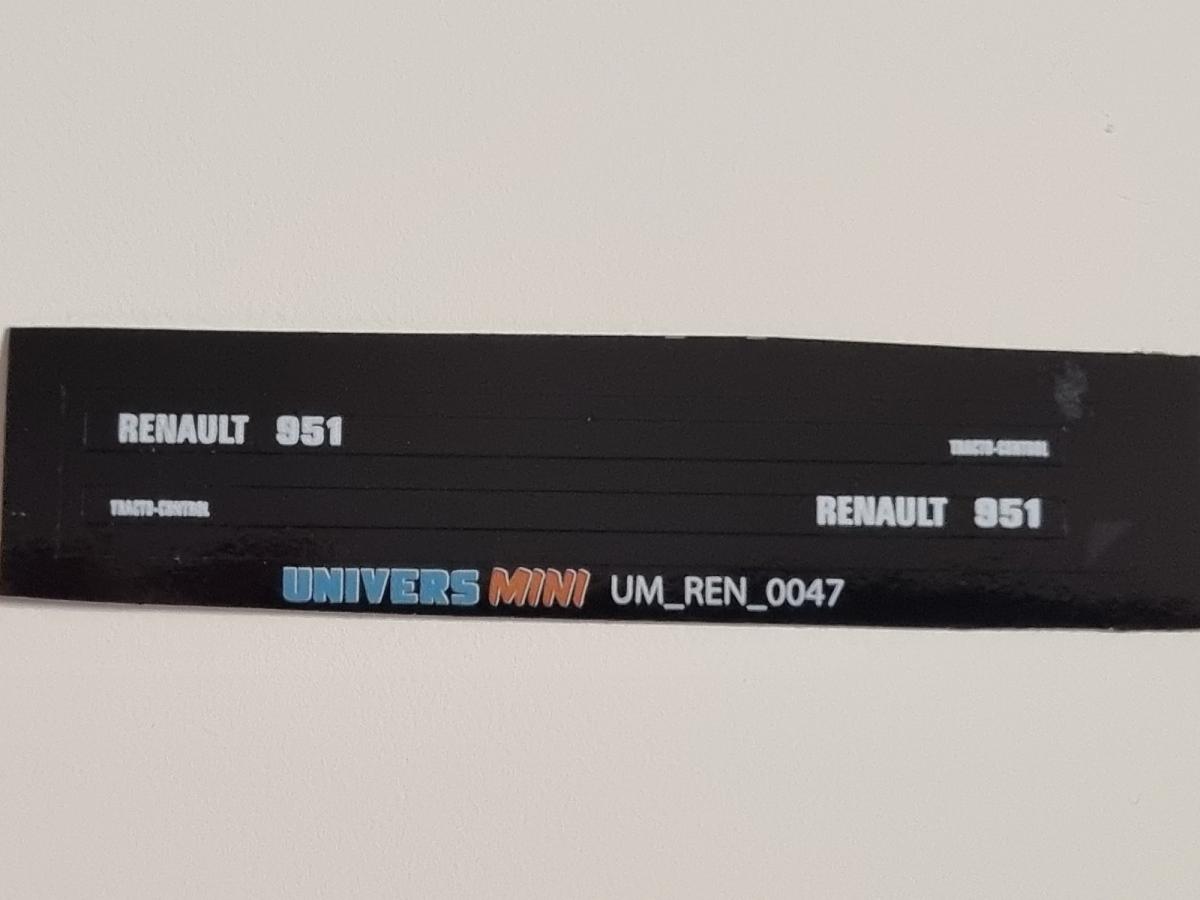 RENAULT 951
TRACTO-CONTROL
TRACTO-CONTROL
RENAULT 951
UNIVERS MINI UM_REN_0047